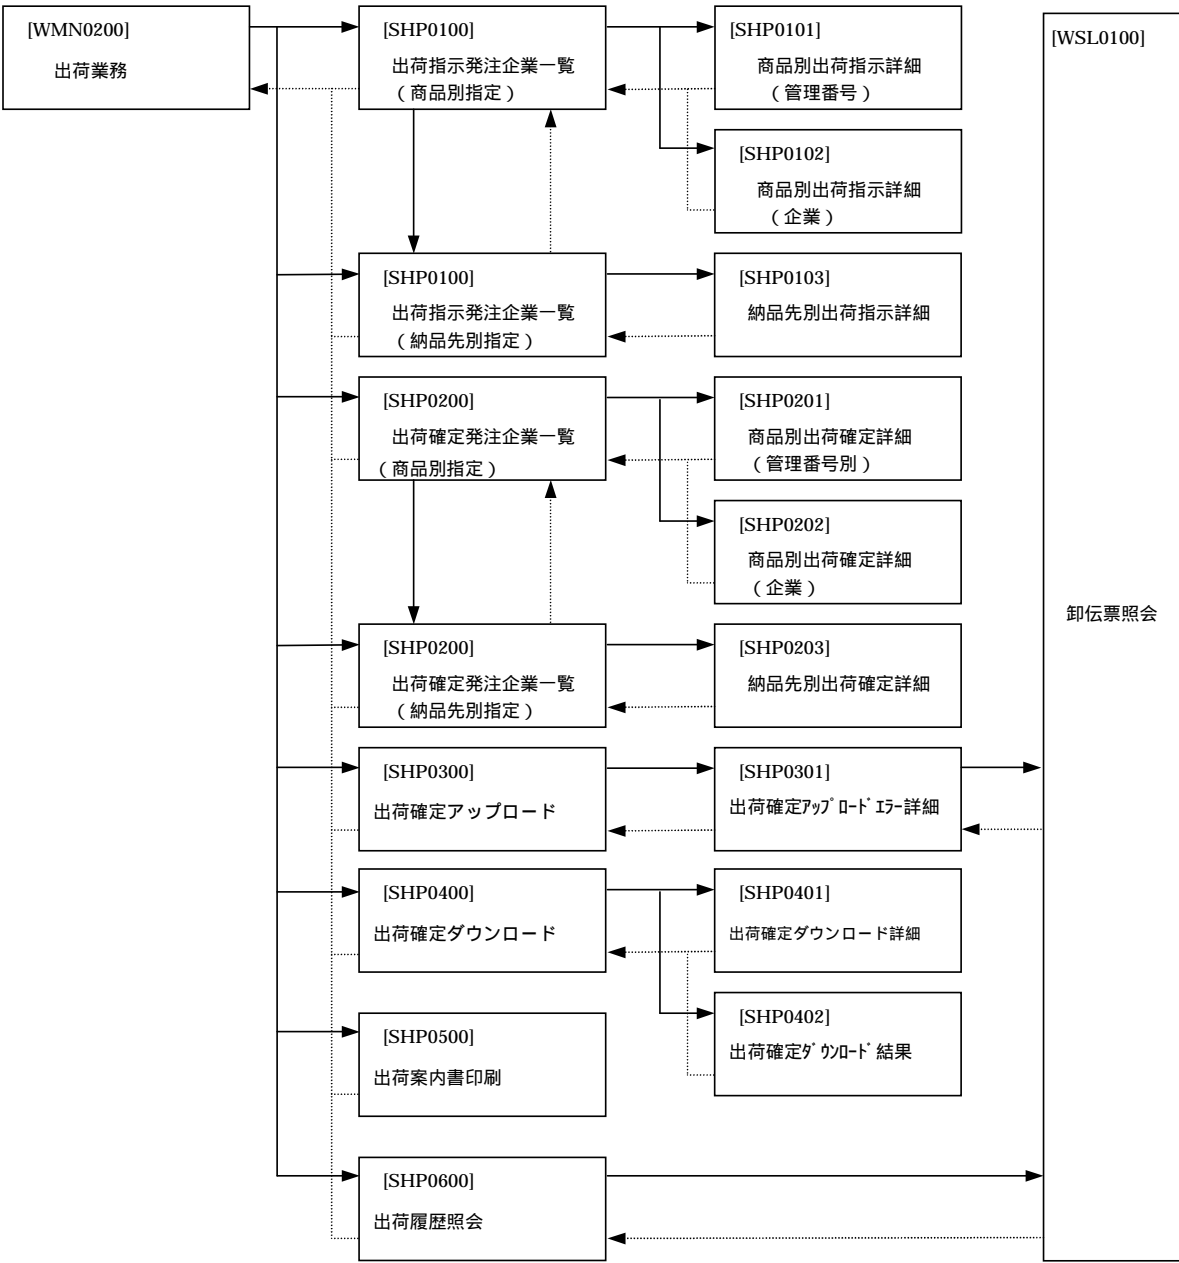 [WMN0200]
出荷業務
[SHP0100]
出荷指示発注企業一覧
(商品別指定)
[SHP0101]
商品別出荷指示詳細
(管理番号)
[WSL0100]
卸伝票照会
[SHP0102]
商品別出荷指示詳細
(企業)
[SHP0100]
出荷指示発注企業一覧
(納品先別指定)
[SHP0103]
納品先別出荷指示詳細
[SHP0200]
出荷確定発注企業一覧
(商品別指定)
[SHP0201]
商品別出荷確定詳細
(管理番号別)
[SHP0202]
商品別出荷確定詳細
(企業)
[SHP0200]
出荷確定発注企業一覧
(納品先別指定)
[SHP0203]
納品先別出荷確定詳細
[SHP0300]
出荷確定アップロード
[SHP0301]
出荷確定ｱｯﾌﾟﾛｰﾄﾞｴﾗｰ詳細
[SHP0400]
出荷確定ダウンロード
[SHP0401]
出荷確定ダウンロード詳細
[SHP0402]
出荷確定ﾀﾞｳﾝﾛｰﾄﾞ結果
[SHP0500]
出荷案内書印刷
[SHP0600]
出荷履歴照会